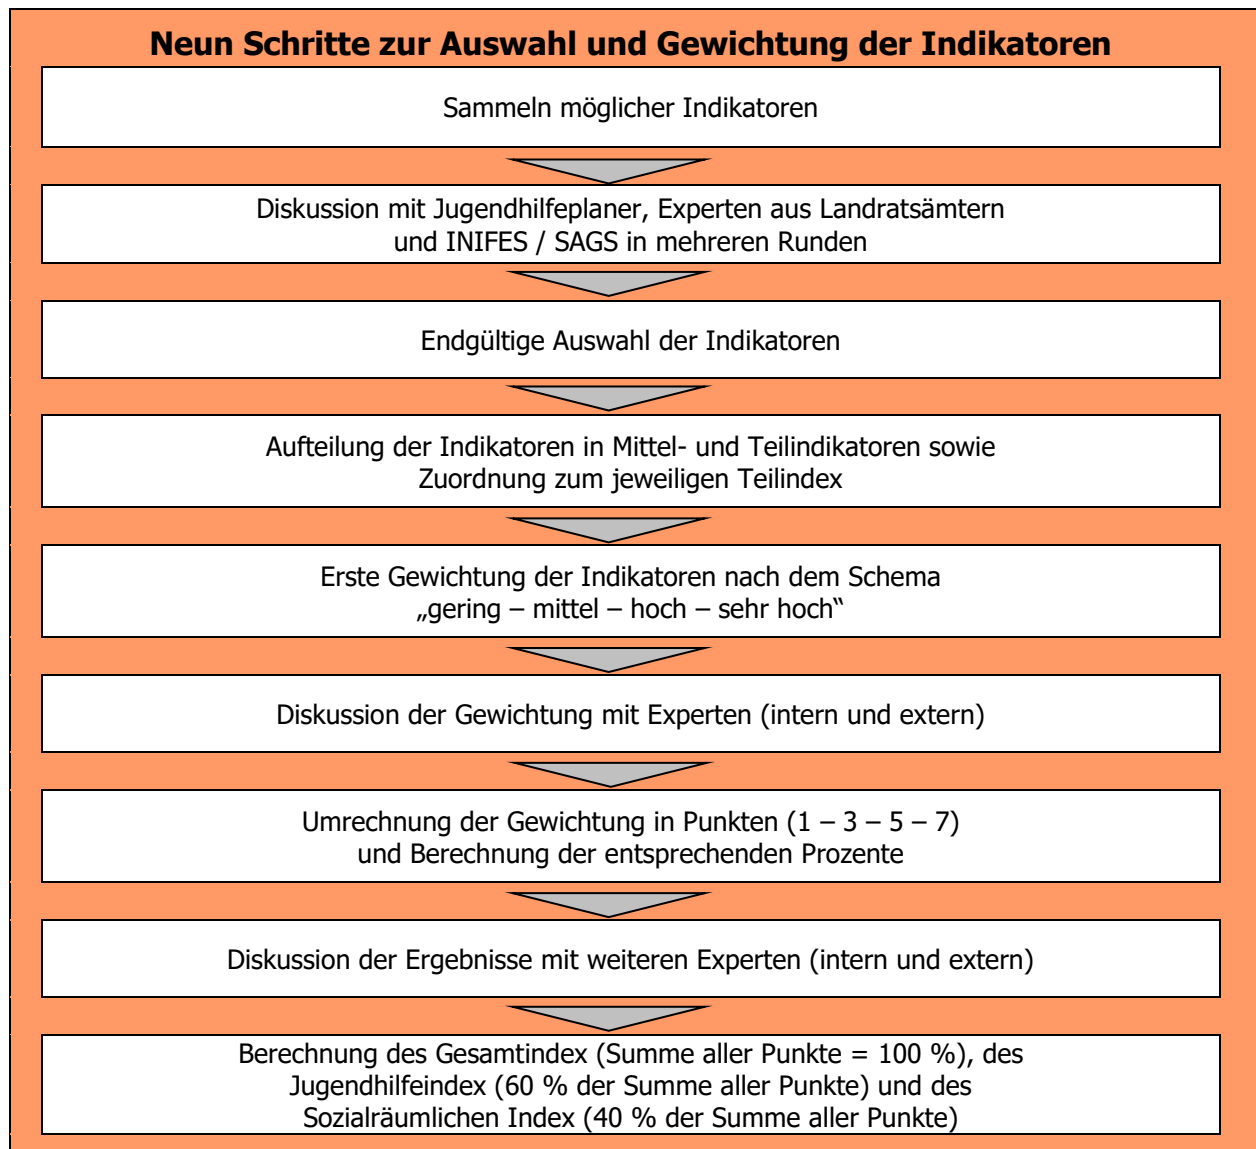 Neun Schritte zur Auswahl und Gewichtung der Indikatoren
Sammeln möglicher Indikatoren
Diskussion mit Jugendhilfeplaner, Experten aus Landratsämtern
und INIFES / SAGS in mehreren Runden
Endgültige Auswahl der Indikatoren
Aufteilung der Indikatoren in Mittel- und Teilindikatoren sowie
Zuordnung zum jeweiligen Teilindex
Erste Gewichtung der Indikatoren nach dem Schema
„gering – mittel – hoch – sehr hoch“
Diskussion der Gewichtung mit Experten (intern und extern)
Umrechnung der Gewichtung in Punkten (1 – 3 – 5 – 7)
und Berechnung der entsprechenden Prozente
Diskussion der Ergebnisse mit weiteren Experten (intern und extern)
Berechnung des Gesamtindex (Summe aller Punkte = 100 %), des
Jugendhilfeindex (60 % der Summe aller Punkte) und des
Sozialräumlichen Index (40 % der Summe aller Punkte)